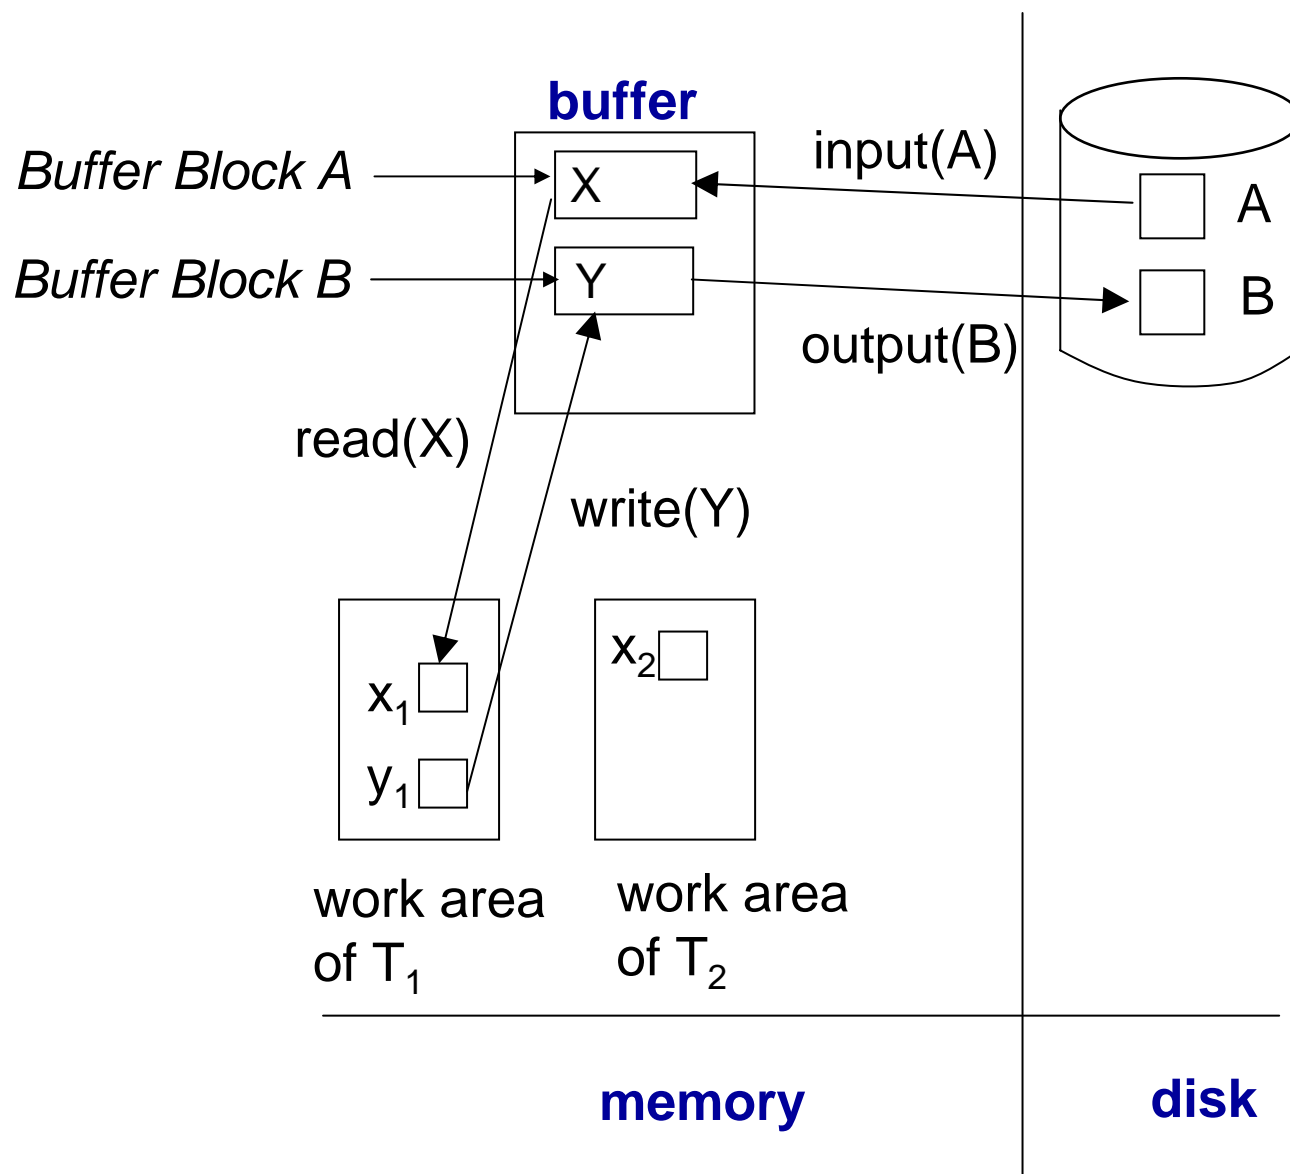 buffer
Buffer Block A
X
input(A)
A
Buffer Block B
Y
B
output(B)
read(X)
write(Y)
x₁
y₁
x₂
work area
of T₁
work area
of T₂
memory
disk